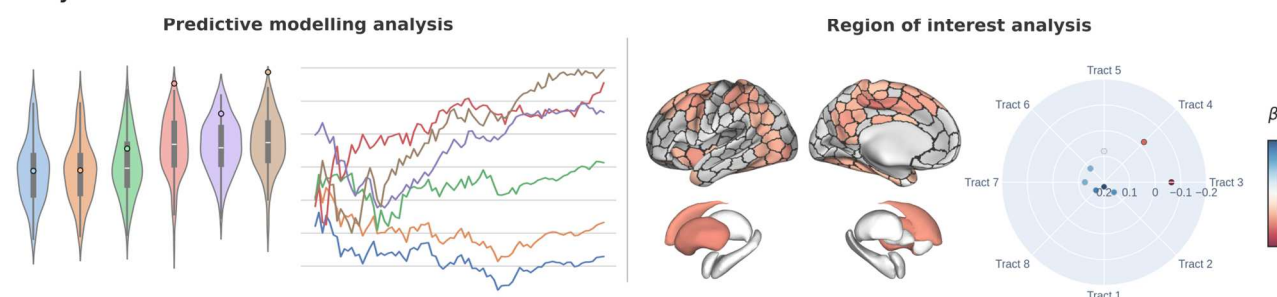 Predictive modelling analysis
Region of interest analysis
Tract 5
Tract 6
Tract 4
Tract 7
0.2 0.1 0 −0.1 −0.2
Tract 3
Tract 8
Tract 2
Tract 1
β